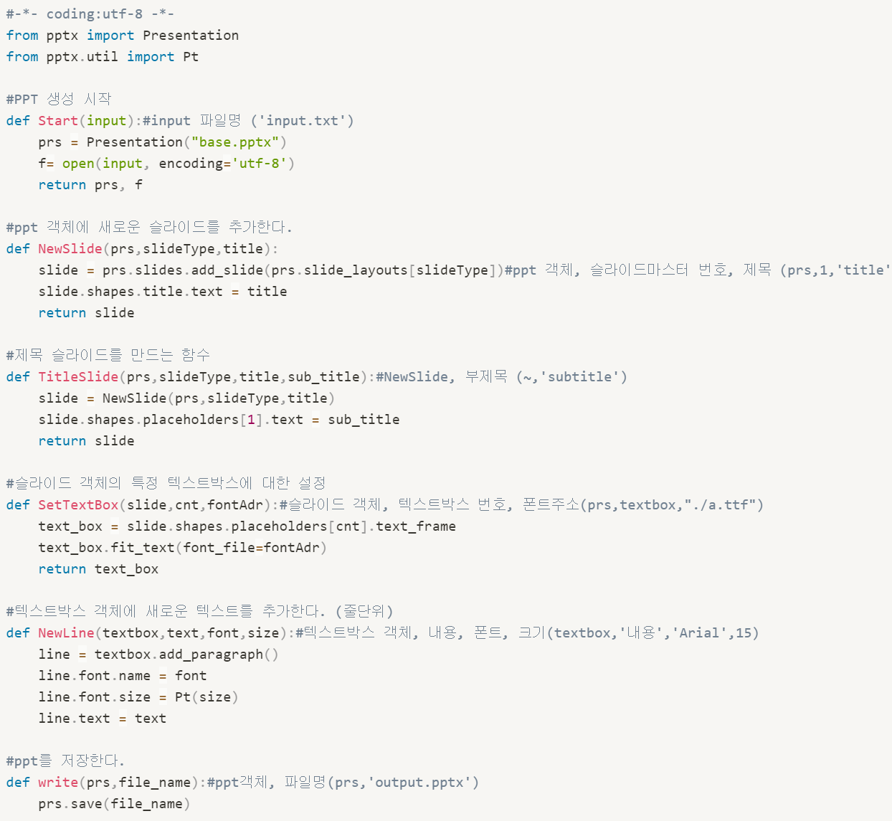 #-*- coding:utf-8 -*-
from pptx import Presentation
from pptx.util import Pt
#PPT 생성 시작
def Start(input):#input 파일명 ('input.txt')
    prs = Presentation("base.pptx")
    f= open(input, encoding='utf-8')
    return prs, f
#ppt 객체에 새로운 슬라이드를 추가한다.
def NewSlide(prs,slideType,title):
    slide = prs.slides.add_slide(prs.slide_layouts[slideType])#ppt 객체, 슬라이드마스터 번호, 제목 (prs,1,'title'
    slide.shapes.title.text = title
    return slide
#제목 슬라이드를 만드는 함수
def TitleSlide(prs,slideType,title,sub_title):#NewSlide, 부제목 (~,'subtitle')
    slide = NewSlide(prs,slideType,title)
    slide.shapes.placeholders[1].text = sub_title
    return slide
#슬라이드 객체의 특정 텍스트박스에 대한 설정
def SetTextBox(slide,cnt,fontAdr):#슬라이드 객체, 텍스트박스 번호, 폰트주소(prs,textbox,"./a.ttf")
    text_box = slide.shapes.placeholders[cnt].text_frame
    text_box.fit_text(font_file=fontAdr)
    return text_box
#텍스트박스 객체에 새로운 텍스트를 추가한다. (줄단위)
def NewLine(textbox,text,font,size):#텍스트박스 객체, 내용, 폰트, 크기(textbox,'내용','Arial',15)
    line = textbox.add_paragraph()
    line.font.name = font
    line.font.size = Pt(size)
    line.text = text
#ppt를 저장한다.
def write(prs,file_name):#ppt객체, 파일명(prs,'output.pptx')
    prs.save(file_name)